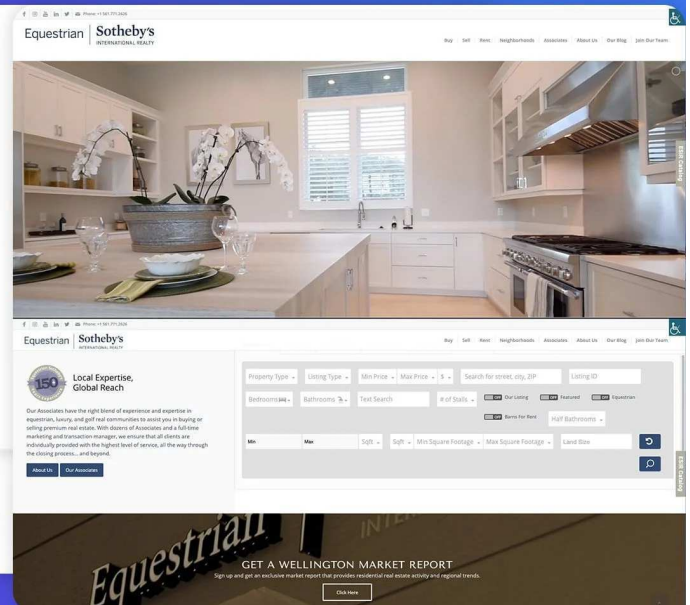 Phone: +1 561.771.2626
Equestrian | Sotheby's
INTERNATIONAL REALTY
Buy Sell Rent Neighborhoods Associates About Us Our Blog Join Our Team
ESIR Catalog
Phone: +1 561.771.2626
Equestrian | Sotheby's
INTERNATIONAL REALTY
Buy Sell Rent Neighborhoods Associates About Us Our Blog Join Our Team
150
Local Expertise,
Global Reach
Our Associates have the right blend of experience and expertise in
equestrian, luxury, and golf real communities to assist you in buying or
selling premium real estate. With dozens of Associates and a full-time
marketing and transaction manager, we ensure that all clients are
individually provided with the highest level of service, all the way through
the closing process... and beyond.
About Us Our Associates
Property Type Listing Type Min Price Max Price $ Search for street, city, ZIP Listing ID
Bedrooms Bathrooms Text Search # of Stalls OFF Our Listing OFF Featured OFF Equestrian
OFF Barns For Rent Half Bathrooms
Min Max Sqft Sqft Min Square Footage Max Square Footage Land Size
ESIR Catalog
Equestrian
INTER
GET A WELLINGTON MARKET REPORT
Sign up and get an exclusive market report that provides residential real estate activity and regional trends.
Click Here